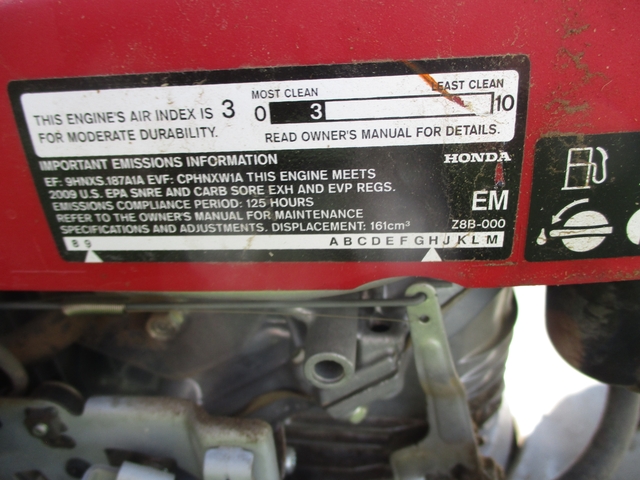 MOST CLEAN LEAST CLEAN
THIS ENGINE'S AIR INDEX IS 3 0 3 10
FOR MODERATE DURABILITY. READ OWNER'S MANUAL FOR DETAILS.
IMPORTANT EMISSIONS INFORMATION HONDA
EF: 9HNXS.187A1A EVF: CPHNXW1A THIS ENGINE MEETS
2009 U.S. EPA SNRE AND CARB SORE EXH AND EVP REGS.
EMISSIONS COMPLIANCE PERIOD: 125 HOURS EM
REFER TO THE OWNER'S MANUAL FOR MAINTENANCE
SPECIFICATIONS AND ADJUSTMENTS. DISPLACEMENT: 161cm³ Z8B-000
8 9 A B C D E F G H J K L M